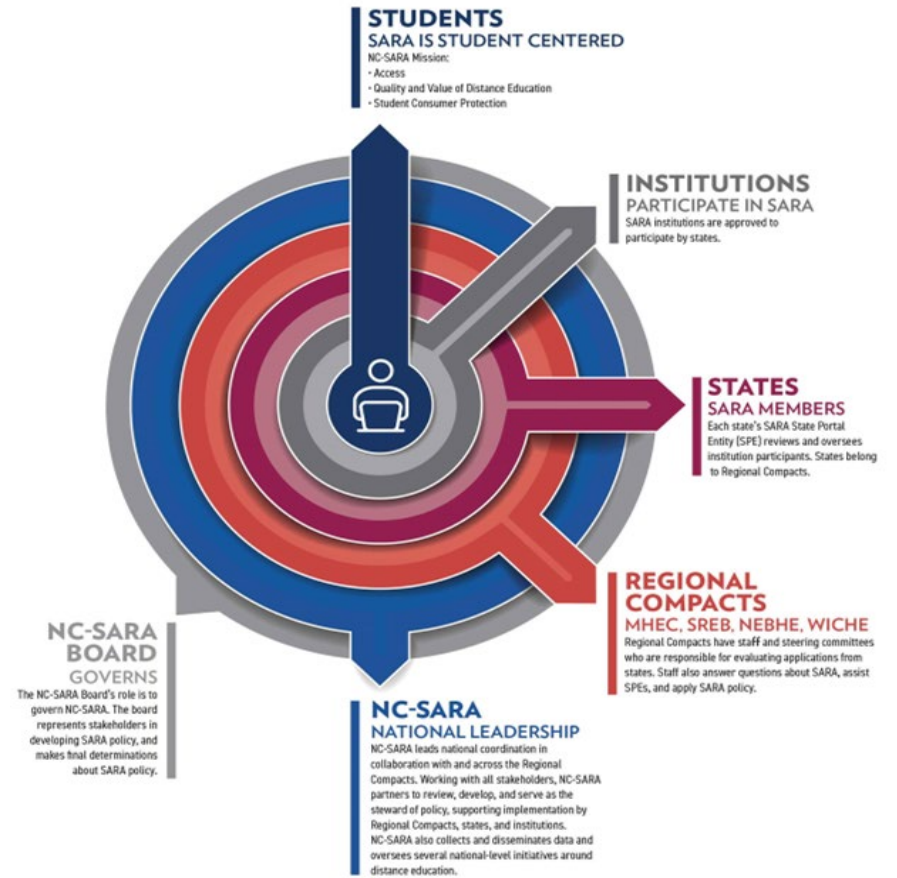 STUDENTS
SARA IS STUDENT CENTERED
NC-SARA Mission:
• Access
• Quality and Value of Distance Education
• Student Consumer Protection
INSTITUTIONS
PARTICIPATE IN SARA
SARA institutions are approved to
participate by states.
STATES
SARA MEMBERS
Each state's SARA State Portal
Entity (SPE) reviews and oversees
institution participants. States belong
to Regional Compacts.
REGIONAL
COMPACTS
MHEC, SREB, NEBHE, WICHE
Regional Compacts have staff and steering committees
who are responsible for evaluating applications from
states. Staff also answer questions about SARA, assist
SPEs, and apply SARA policy.
NC-SARA
NATIONAL LEADERSHIP
NC-SARA leads national coordination in
collaboration with and across the Regional
Compacts. Working with all stakeholders, NC-SARA
partners to review, develop, and serve as the
steward of policy, supporting implementation by
Regional Compacts, states, and institutions.
NC-SARA also collects and disseminates data and
oversees several national-level initiatives around
distance education.
NC-SARA
BOARD
GOVERNS
The NC-SARA Board's role is to
govern NC-SARA. The board
represents stakeholders in
developing SARA policy, and
makes final determinations
about SARA policy.